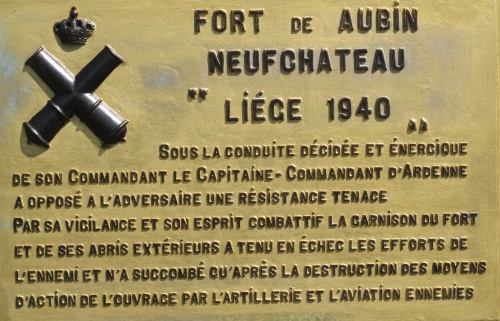 FORT DE AUBIN
NEUFCHATEAU
" LIÉGE 1940 "
SOUS LA CONDUITE DÉCIDÉE ET ÉNERGIQUE
DE SON COMMANDANT LE CAPITAINE-COMMANDANT D'ARDENNE
A OPPOSÉ A L'ADVERSAIRE UNE RÉSISTANCE TENACE
PAR SA VIGILANCE ET SON ESPRIT COMBATTIF LA GARNISON DU FORT
ET DE SES ABRIS EXTÉRIEURS A TENU EN ÉCHEC LES EFFORTS DE
L'ENNEMI ET N'A SUCCOMBÉ QU'APRÈS LA DESTRUCTION DES MOYENS
D'ACTION DE L'OUVRAGE PAR L'ARTILLERIE ET L'AVIATION ENNEMIES